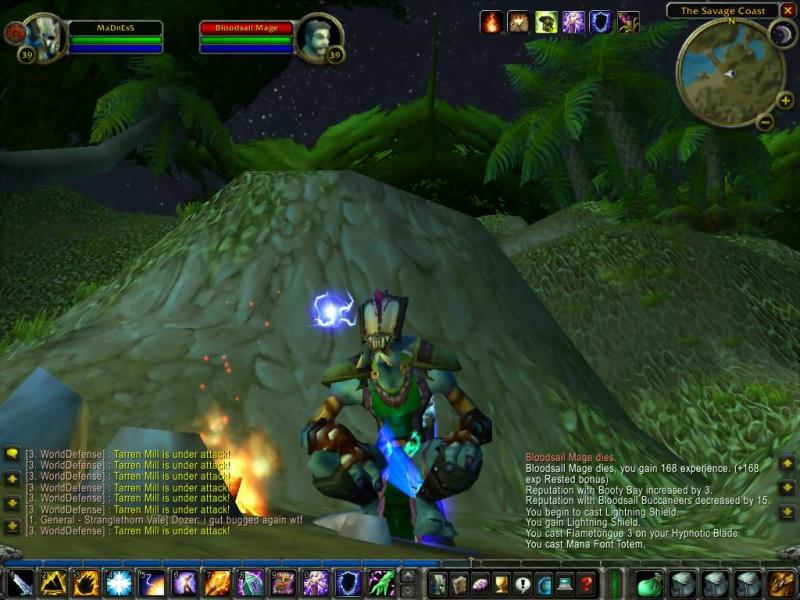 MaDnEsS
39
Bloodsail Mage
39
The Savage Coast
N
[3. WorldDefense] : Tarren Mill is under attack!
[3. WorldDefense] : Tarren Mill is under attack!
[3. WorldDefense] : Tarren Mill is under attack!
[3. WorldDefense] : Tarren Mill is under attack!
[3. WorldDefense] : Tarren Mill is under attack!
[3. WorldDefense] : Tarren Mill is under attack!
[1. General - Stranglethorn Vale] Dozer: i gut bugged again wtf
[3. WorldDefense] : Tarren Mill is under attack!
Bloodsail Mage dies.
Bloodsail Mage dies, you gain 168 experience. (+168
exp Rested bonus)
Reputation with Booty Bay increased by 3.
Reputation with Bloodsail Buccaneers decreased by 15.
You begin to cast Lightning Shield.
You gain Lightning Shield.
You cast Flametongue 3 on your Hypnotic Blade.
You cast Mana Font Totem.